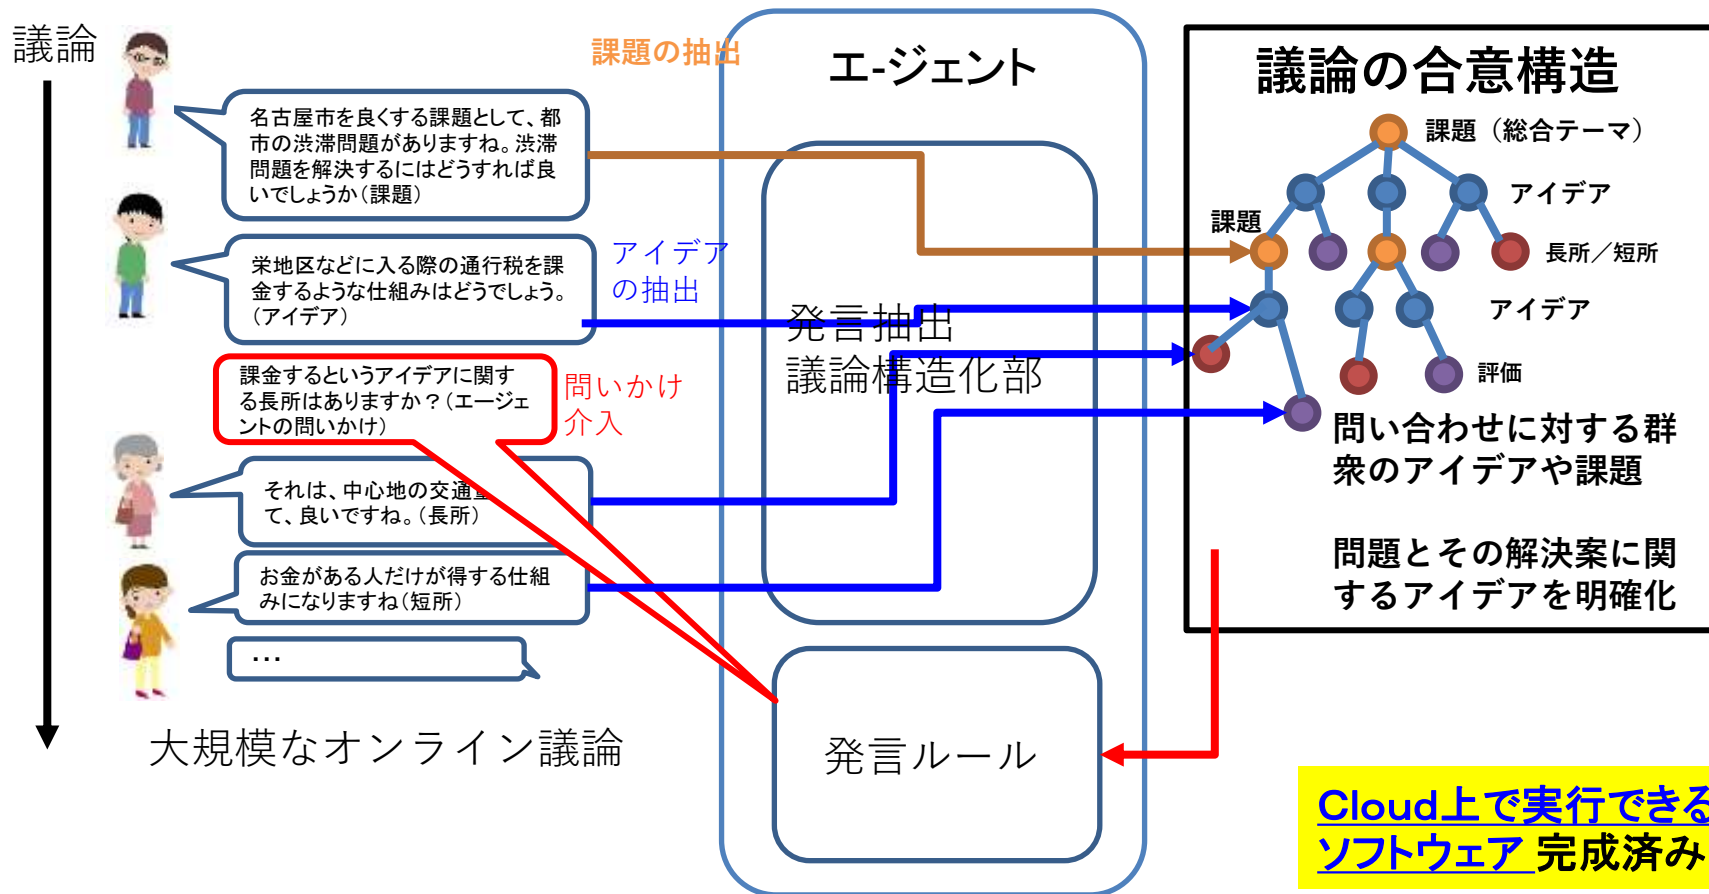 議論
課題の抽出
エ-ジェント
議論の合意構造
名古屋市を良くする課題として、都
市の渋滞問題がありますね。渋滞
問題を解決するにはどうすれば良
いでしょうか(課題)
課題（総合テーマ）
アイデア
課題
長所／短所
アイデア
の抽出
栄地区などに入る際の通行税を課
金するような仕組みはどうでしょう。
(アイデア)
アイデア
発言抽出
議論構造化部
評価
課金するというアイデアに関す
る長所はありますか？(エージェ
ントの問いかけ)
問いかけ
介入
問い合わせに対する群
衆のアイデアや課題
それは、中心地の交通
て、良いですね。(長所)
お金がある人だけが得する仕組
みになりますね(短所)
問題とその解決案に関
するアイデアを明確化
…
大規模なオンライン議論
発言ルール
Cloud上で実行できる
ソフトウェア 完成済み